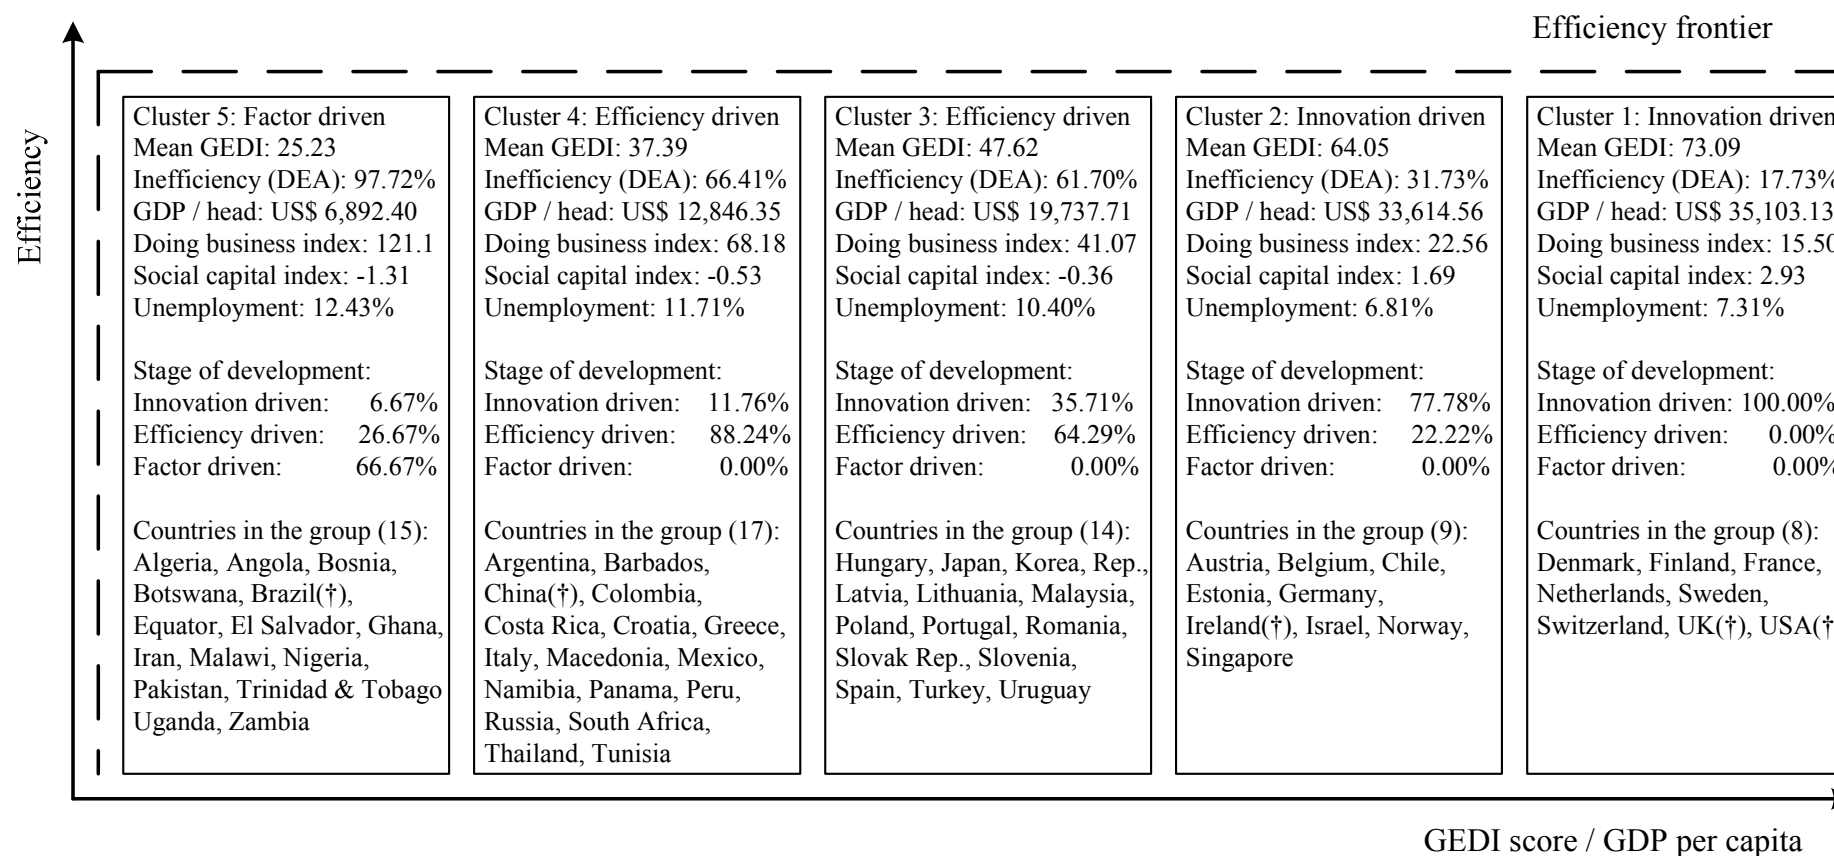 Efficiency frontier
Efficiency
Cluster 5: Factor driven
Mean GEDI: 25.23
Inefficiency (DEA): 97.72%
GDP / head: US$ 6,892.40
Doing business index: 121.1
Social capital index: -1.31
Unemployment: 12.43%
Stage of development:
Innovation driven: 6.67%
Efficiency driven: 26.67%
Factor driven: 66.67%
Countries in the group (15):
Algeria, Angola, Bosnia,
Botswana, Brazil(†),
Equator, El Salvador, Ghana,
Iran, Malawi, Nigeria,
Pakistan, Trinidad & Tobago
Uganda, Zambia
Cluster 4: Efficiency driven
Mean GEDI: 37.39
Inefficiency (DEA): 66.41%
GDP / head: US$ 12,846.35
Doing business index: 68.18
Social capital index: -0.53
Unemployment: 11.71%
Stage of development:
Innovation driven: 11.76%
Efficiency driven: 88.24%
Factor driven: 0.00%
Countries in the group (17):
Argentina, Barbados,
China(†), Colombia,
Costa Rica, Croatia, Greece,
Italy, Macedonia, Mexico,
Namibia, Panama, Peru,
Russia, South Africa,
Thailand, Tunisia
Cluster 3: Efficiency driven
Mean GEDI: 47.62
Inefficiency (DEA): 61.70%
GDP / head: US$ 19,737.71
Doing business index: 41.07
Social capital index: -0.36
Unemployment: 10.40%
Stage of development:
Innovation driven: 35.71%
Efficiency driven: 64.29%
Factor driven: 0.00%
Countries in the group (14):
Hungary, Japan, Korea, Rep.,
Latvia, Lithuania, Malaysia,
Poland, Portugal, Romania,
Slovak Rep., Slovenia,
Spain, Turkey, Uruguay
Cluster 2: Innovation driven
Mean GEDI: 64.05
Inefficiency (DEA): 31.73%
GDP / head: US$ 33,614.56
Doing business index: 22.56
Social capital index: 1.69
Unemployment: 6.81%
Stage of development:
Innovation driven: 77.78%
Efficiency driven: 22.22%
Factor driven: 0.00%
Countries in the group (9):
Austria, Belgium, Chile,
Estonia, Germany,
Ireland(†), Israel, Norway,
Singapore
Cluster 1: Innovation driven
Mean GEDI: 73.09
Inefficiency (DEA): 17.73%
GDP / head: US$ 35,103.13
Doing business index: 15.50
Social capital index: 2.93
Unemployment: 7.31%
Stage of development:
Innovation driven: 100.00%
Efficiency driven: 0.00%
Factor driven: 0.00%
Countries in the group (8):
Denmark, Finland, France,
Netherlands, Sweden,
Switzerland, UK(†), USA(†
GEDI score / GDP per capita